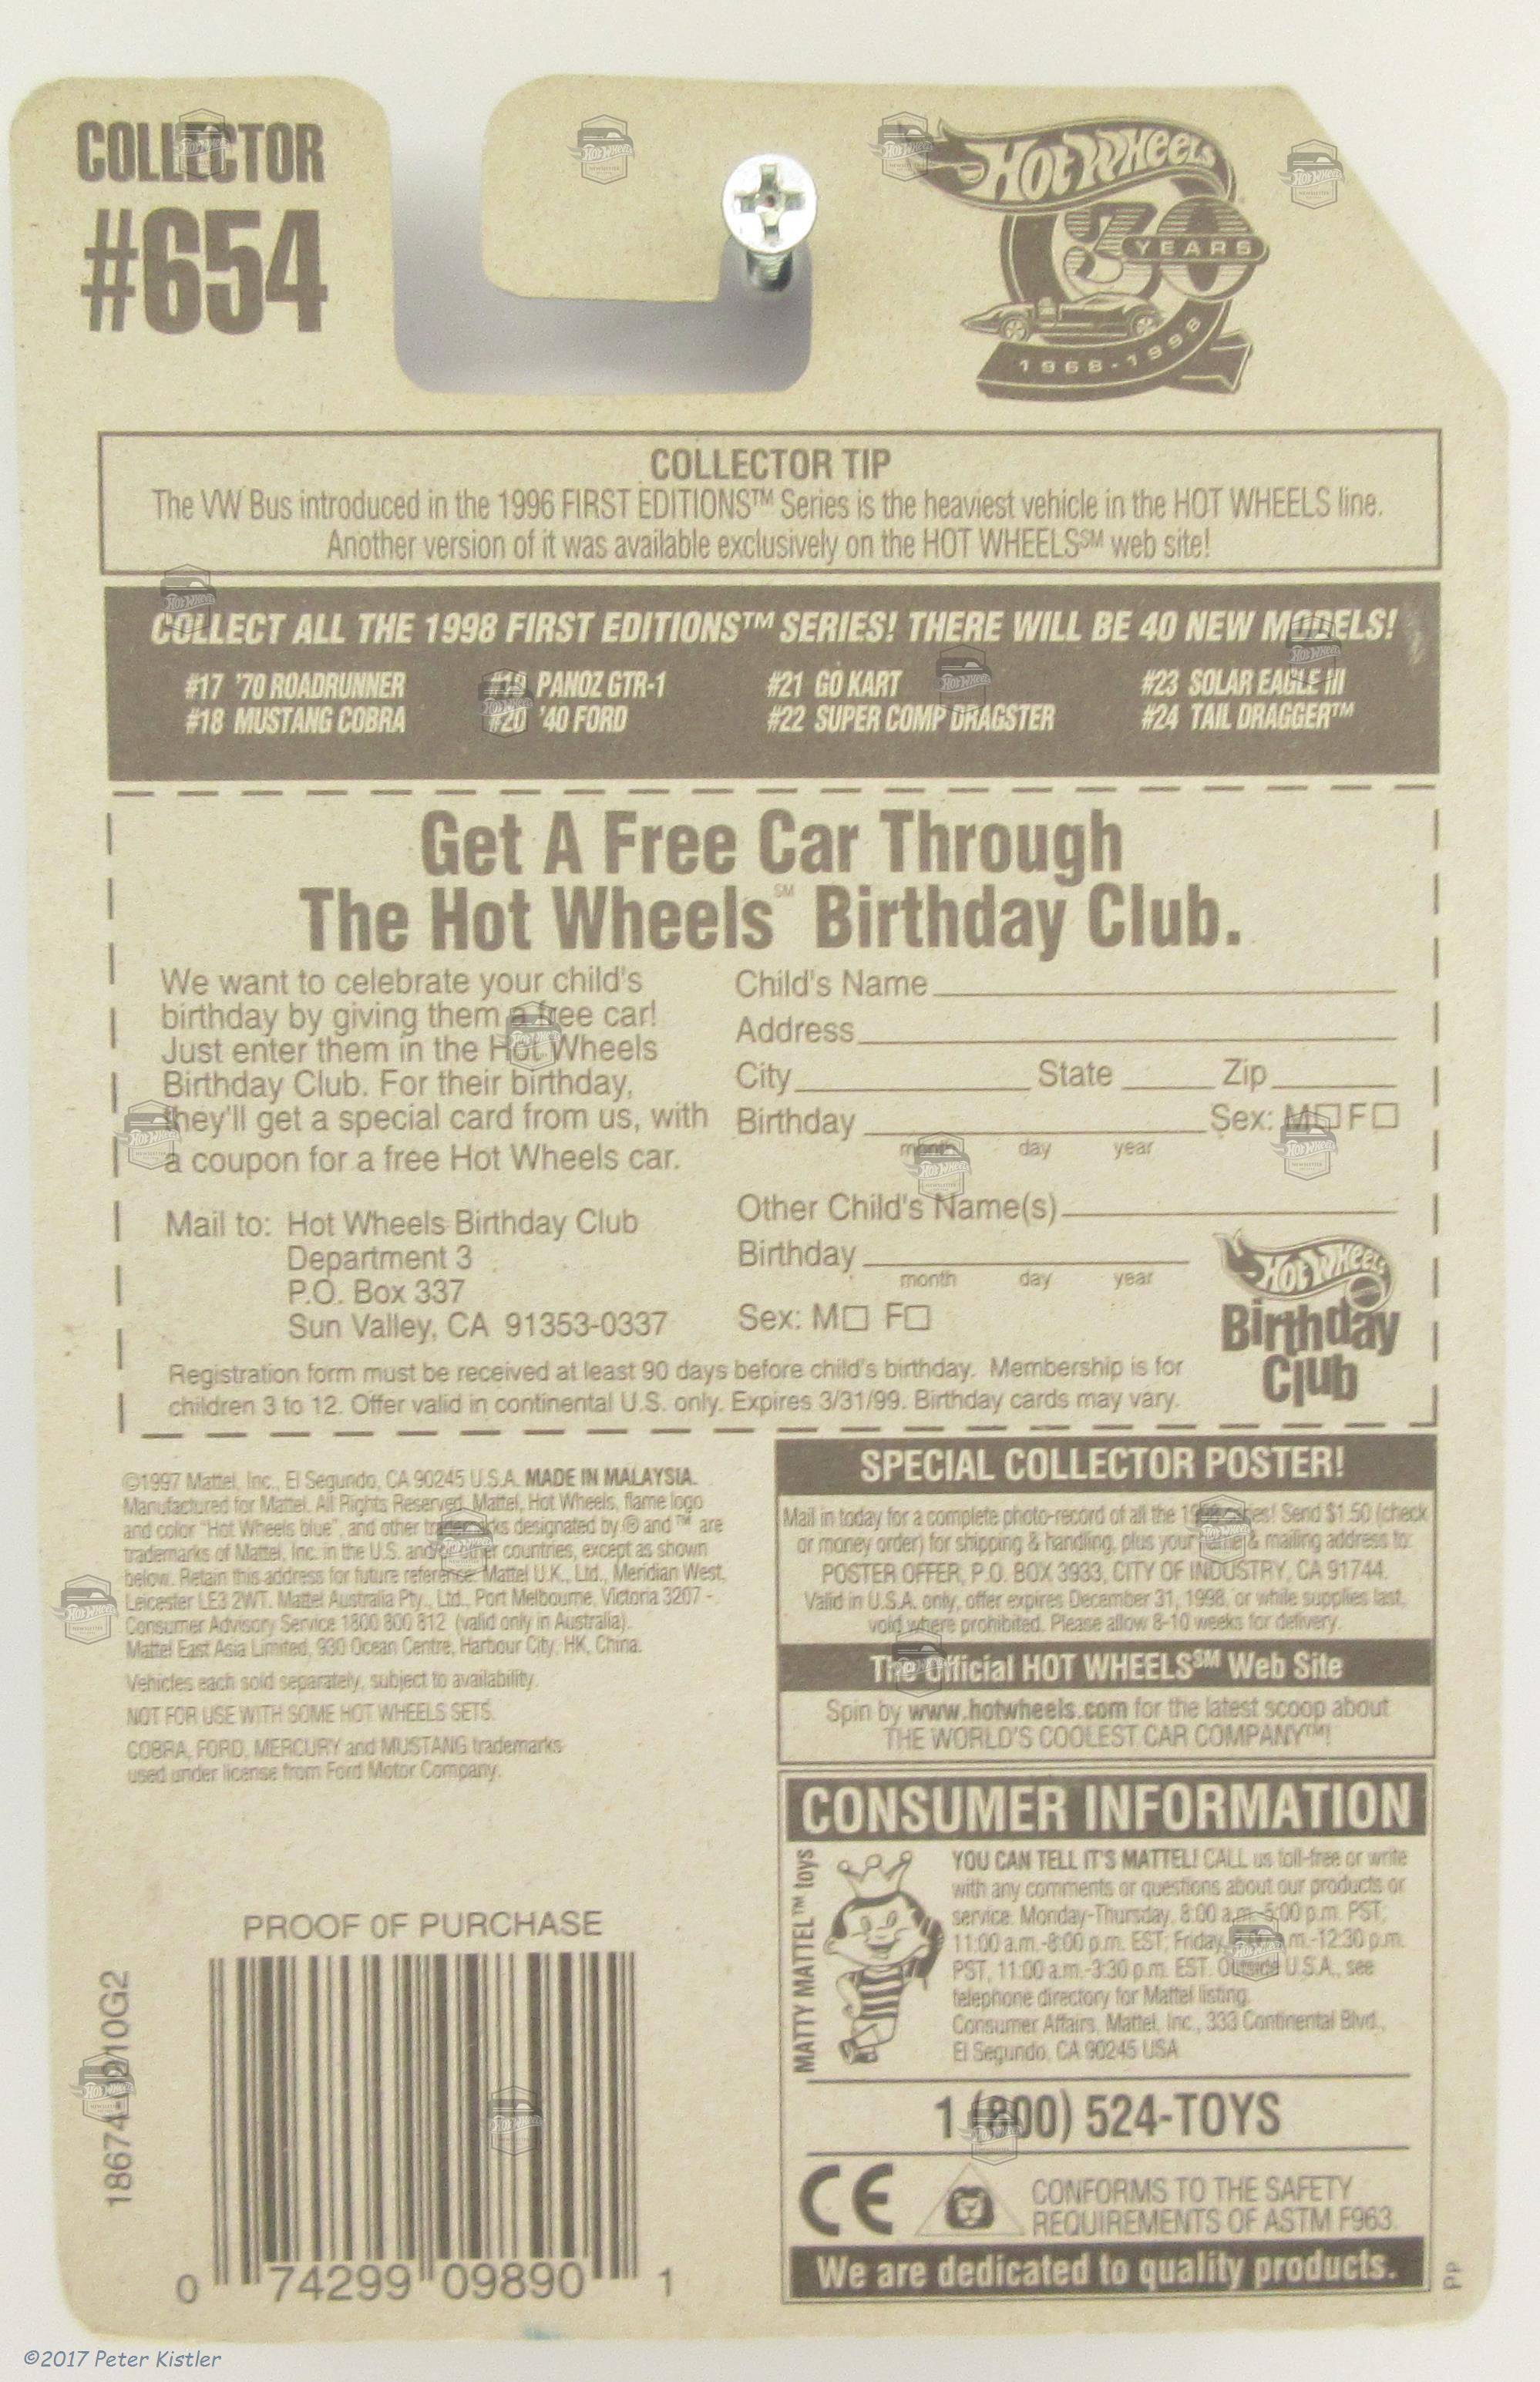 COLLECTOR
#654
HOT WHEELS
30
YEARS
1968-1998
COLLECTOR TIP
The VW Bus introduced in the 1996 FIRST EDITIONS™ Series is the heaviest vehicle in the HOT WHEELS line.
Another version of it was available exclusively on the HOT WHEELS℠ web site!
COLLECT ALL THE 1998 FIRST EDITIONS™ SERIES! THERE WILL BE 40 NEW MODELS!
#17 '70 ROADRUNNER #19 PANOZ GTR-1 #21 GO KART #23 SOLAR EAGLE III
#18 MUSTANG COBRA #20 '40 FORD #22 SUPER COMP DRAGSTER #24 TAIL DRAGGER™
Get A Free Car Through
The Hot Wheels℠ Birthday Club.
We want to celebrate your child's
birthday by giving them a free car!
Just enter them in the Hot Wheels
Birthday Club. For their birthday,
they'll get a special card from us, with
a coupon for a free Hot Wheels car.
Mail to: Hot Wheels Birthday Club
Department 3
P.O. Box 337
Sun Valley, CA 91353-0337
Child's Name
Address
City State Zip
Birthday Sex: M□ F□
month day year
Other Child's Name(s)
Birthday
month day year
Sex: M□ F□
HOT WHEELS
Birthday
Club
Registration form must be received at least 90 days before child's birthday. Membership is for
children 3 to 12. Offer valid in continental U.S. only. Expires 3/31/99. Birthday cards may vary.
©1997 Mattel, Inc., El Segundo, CA 90245 U.S.A. MADE IN MALAYSIA.
Manufactured for Mattel. All Rights Reserved. Mattel, Hot Wheels, flame logo
and color "Hot Wheels blue", and other trademarks designated by ® and ™ are
trademarks of Mattel, Inc. in the U.S. and/or other countries, except as shown
below. Retain this address for future reference: Mattel U.K., Ltd., Meridian West,
Leicester LE3 2WT. Mattel Australia Pty., Ltd., Port Melbourne, Victoria 3207 -
Consumer Advisory Service 1800 800 812 (valid only in Australia).
Mattel East Asia Limited, 930 Ocean Centre, Harbour City, HK, China.
Vehicles each sold separately, subject to availability.
NOT FOR USE WITH SOME HOT WHEELS SETS.
COBRA, FORD, MERCURY and MUSTANG trademarks
used under license from Ford Motor Company.
SPECIAL COLLECTOR POSTER!
Mail in today for a complete photo-record of all the 1998 series! Send $1.50 (check
or money order) for shipping & handling, plus your name & mailing address to:
POSTER OFFER, P.O. BOX 3933, CITY OF INDUSTRY, CA 91744.
Valid in U.S.A. only, offer expires December 31, 1998, or while supplies last,
void where prohibited. Please allow 8-10 weeks for delivery.
The Official HOT WHEELS℠ Web Site
Spin by www.hotwheels.com for the latest scoop about
THE WORLD'S COOLEST CAR COMPANY™!
CONSUMER INFORMATION
MATTY MATTEL™ toys
YOU CAN TELL IT'S MATTEL! CALL us toll-free or write
with any comments or questions about our products or
service. Monday-Thursday, 8:00 a.m.-5:00 p.m. PST;
11:00 a.m.-8:00 p.m. EST; Friday, a.m.-12:30 p.m.
PST, 11:00 a.m.-3:30 p.m. EST. Outside U.S.A., see
telephone directory for Mattel listing.
Consumer Affairs, Mattel, Inc., 333 Continental Blvd.,
El Segundo, CA 90245 USA
1 (800) 524-TOYS
CE
CONFORMS TO THE SAFETY
REQUIREMENTS OF ASTM F963.
We are dedicated to quality products.
PP
PROOF OF PURCHASE
18674-0910G2
0 74299 09890 1
©2017 Peter Kistler